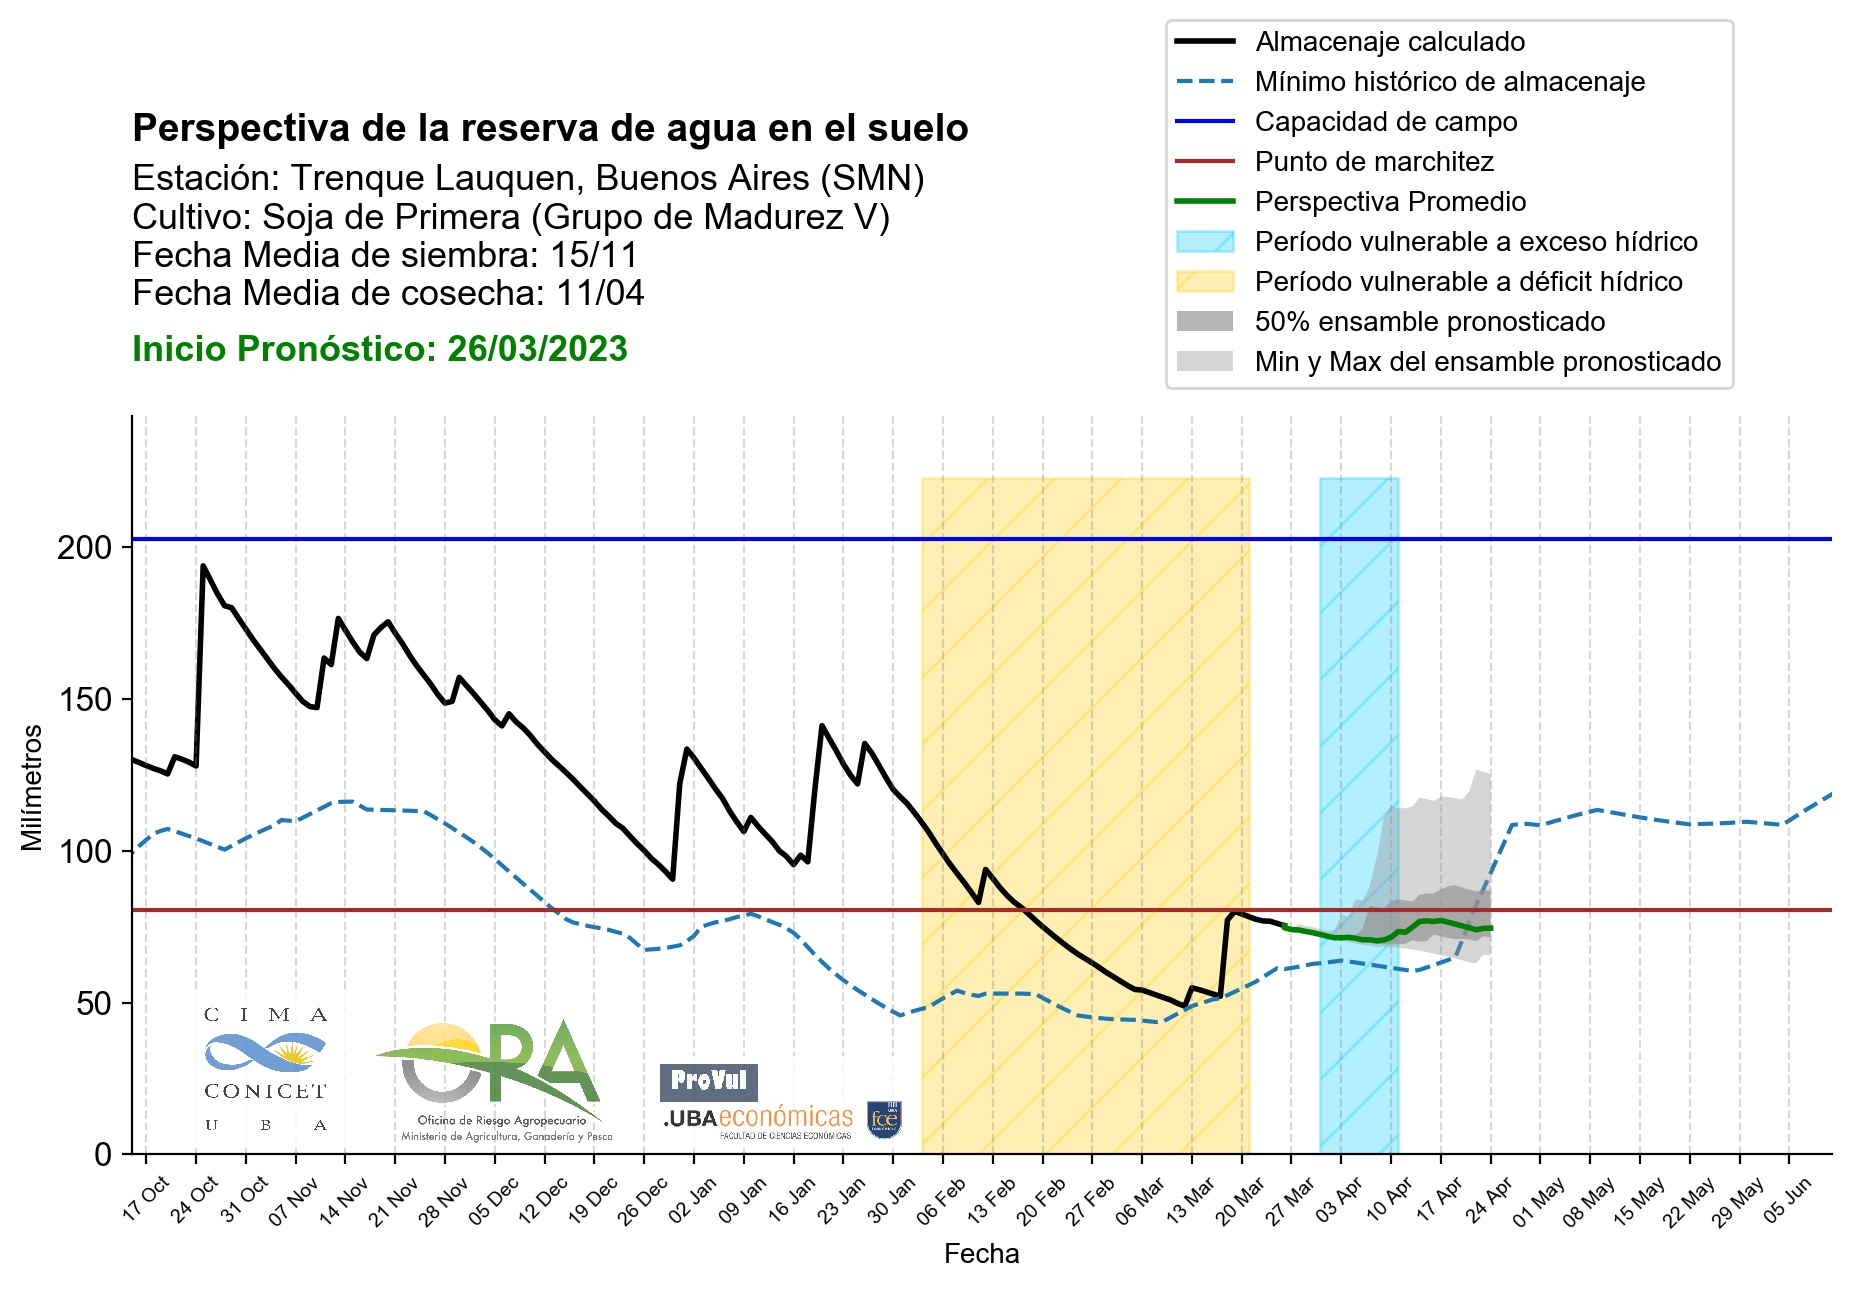 Almacenaje calculado
Mínimo histórico de almacenaje
Capacidad de campo
Punto de marchitez
Perspectiva Promedio
Período vulnerable a exceso hídrico
Período vulnerable a déficit hídrico
50% ensamble pronosticado
Min y Max del ensamble pronosticado
Perspectiva de la reserva de agua en el suelo
Estación: Trenque Lauquen, Buenos Aires (SMN)
Cultivo: Soja de Primera (Grupo de Madurez V)
Fecha Media de siembra: 15/11
Fecha Media de cosecha: 11/04
Inicio Pronóstico: 26/03/2023
Milímetros
200
150
100
50
0
CIMA
CONICET
UBA
ORA
Oficina de Riesgo Agropecuario
Ministerio de Agricultura, Ganadería y Pesca
ProVul
.UBAeconómicas
FACULTAD DE CIENCIAS ECONÓMICAS
fce
17 Oct
24 Oct
31 Oct
07 Nov
14 Nov
21 Nov
28 Nov
05 Dec
12 Dec
19 Dec
26 Dec
02 Jan
09 Jan
16 Jan
23 Jan
30 Jan
06 Feb
13 Feb
20 Feb
27 Feb
06 Mar
13 Mar
20 Mar
27 Mar
03 Apr
10 Apr
17 Apr
24 Apr
01 May
08 May
15 May
22 May
29 May
05 Jun
Fecha